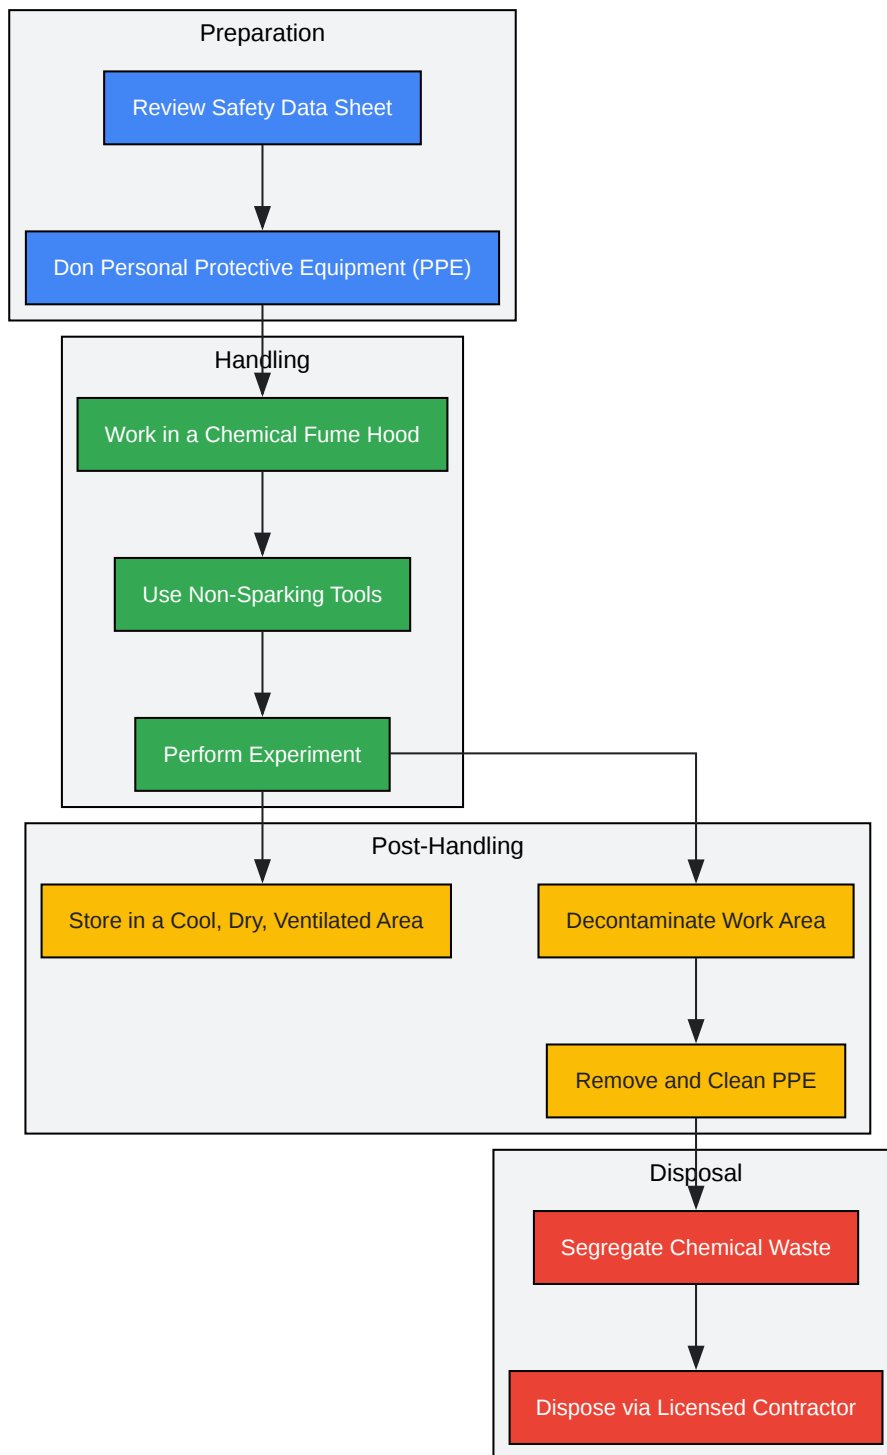 Preparation
Review Safety Data Sheet
Don Personal Protective Equipment (PPE)
Handling
Work in a Chemical Fume Hood
Use Non-Sparking Tools
Perform Experiment
Post-Handling
Store in a Cool, Dry, Ventilated Area
Decontaminate Work Area
Remove and Clean PPE
Disposal
Segregate Chemical Waste
Dispose via Licensed Contractor